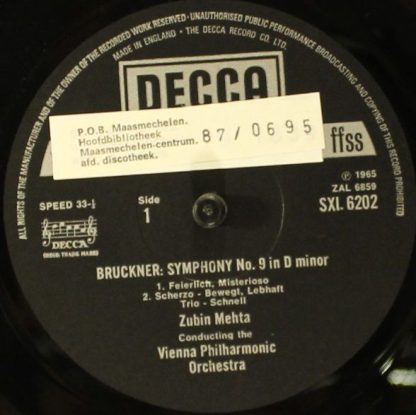 ALL RIGHTS OF THE MANUFACTURER AND OF THE OWNER OF THE RECORDED WORK RESERVED · UNAUTHORISED PUBLIC PERFORMANCE BROADCASTING AND COPYING OF THIS RECORD PROHIBITED
MADE IN ENGLAND · THE DECCA RECORD CO. LTD.
DECCA
P.O.B. Maasmechelen.
Hoofdbibliotheek
Maasmechelen-centrum. 87/0695
afd. discotheek.
ffss
SPEED 33-⅓
Side
1
℗ 1965
ZAL 6859
SXL 6202
DECCA
BRUCKNER: SYMPHONY No. 9 in D minor
1. Feierlich, Misterioso
2. Scherzo - Bewegt, Lebhaft
Trio - Schnell
Zubin Mehta
Conducting the
Vienna Philharmonic
Orchestra